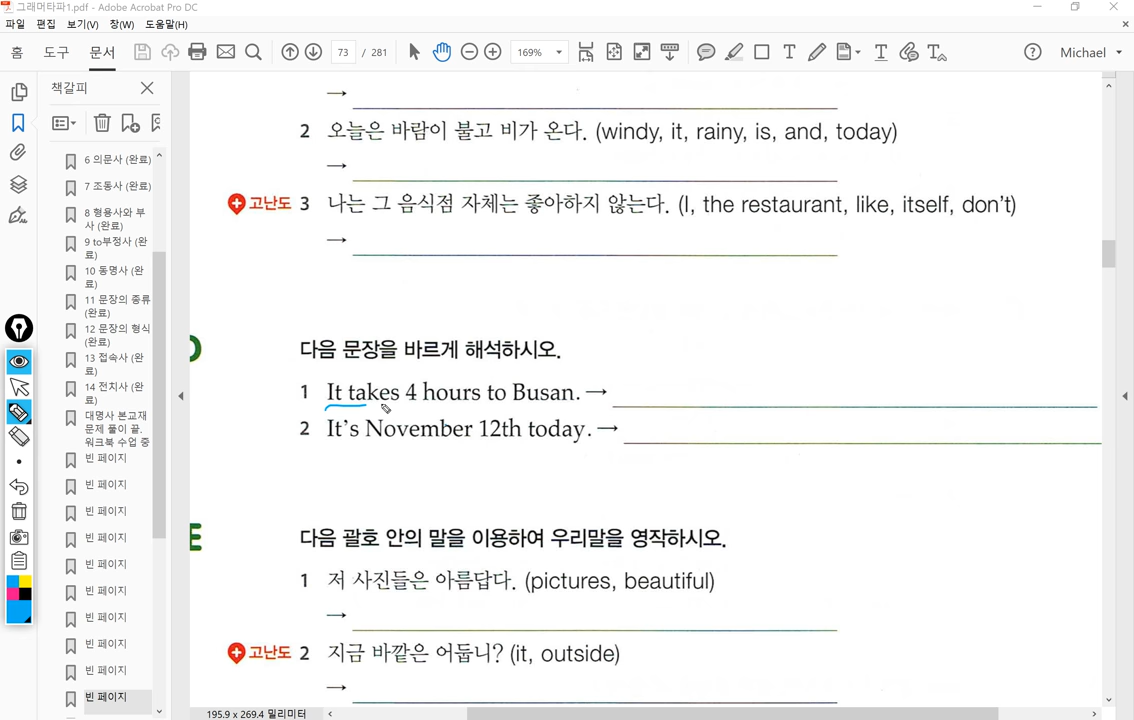 그래머타파1.pdf - Adobe Acrobat Pro DC
파일 편집 보기(V) 창(W) 도움말(H)
홈 도구 문서 73 / 281 169% Michael
책갈피
6 의문사 (완료)
7 조동사 (완료)
8 형용사와 부
사 (완료)
9 to부정사 (완
료)
10 동명사 (완
료)
11 문장의 종류
(완료)
12 문장의 형식
(완료)
13 접속사 (완
료)
14 전치사 (완
료)
대명사 본교재
문제 풀이 끝.
워크북 수업 중
빈 페이지
빈 페이지
빈 페이지
빈 페이지
빈 페이지
빈 페이지
빈 페이지
빈 페이지
빈 페이지
빈 페이지
→
2 오늘은 바람이 불고 비가 온다. (windy, it, rainy, is, and, today)
→
고난도 3 나는 그 음식점 자체는 좋아하지 않는다. (I, the restaurant, like, itself, don't)
→
다음 문장을 바르게 해석하시오.
1 It takes 4 hours to Busan. →
2 It's November 12th today. →
E 다음 괄호 안의 말을 이용하여 우리말을 영작하시오.
1 저 사진들은 아름답다. (pictures, beautiful)
→
고난도 2 지금 바깥은 어둡니? (it, outside)
→
195.9 x 269.4 밀리미터